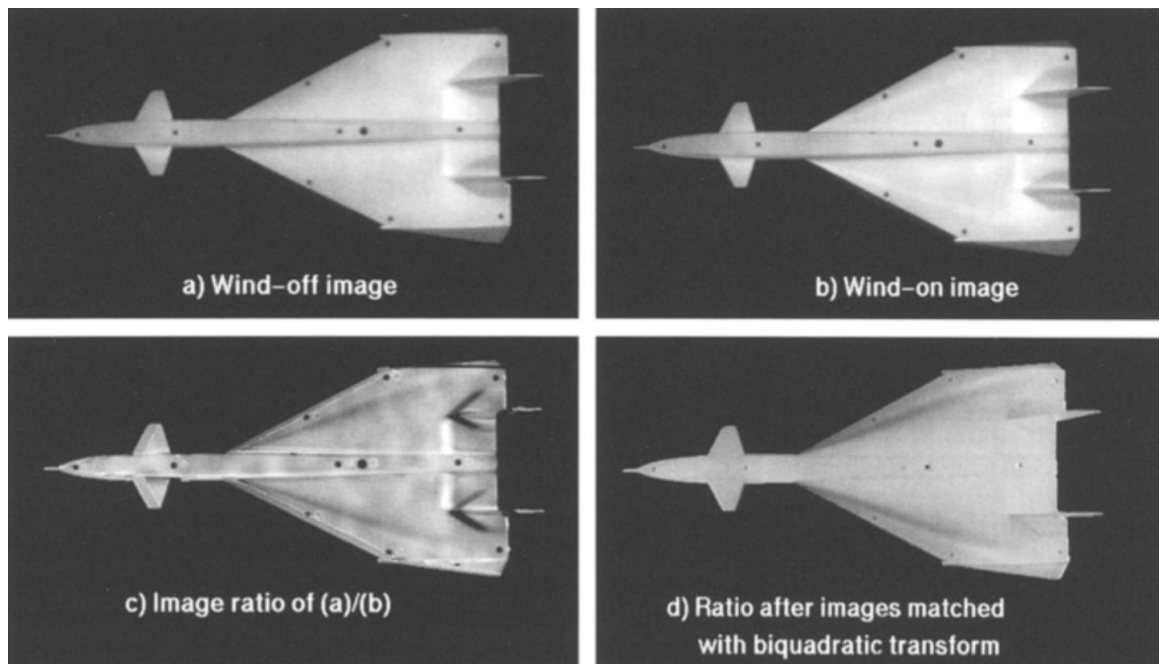 a) Wind-off image
b) Wind-on image
c) Image ratio of (a)/(b)
d) Ratio after images matched
with biquadratic transform